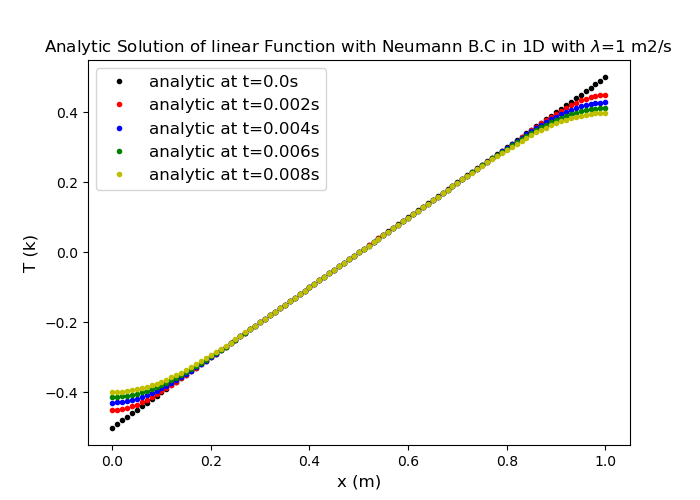 Analytic Solution of linear Function with Neumann B.C in 1D with λ=1 m2/s
analytic at t=0.0s
analytic at t=0.002s
analytic at t=0.004s
analytic at t=0.006s
analytic at t=0.008s
T (k)
0.4
0.2
0.0
−0.2
−0.4
0.0 0.2 0.4 0.6 0.8 1.0
x (m)